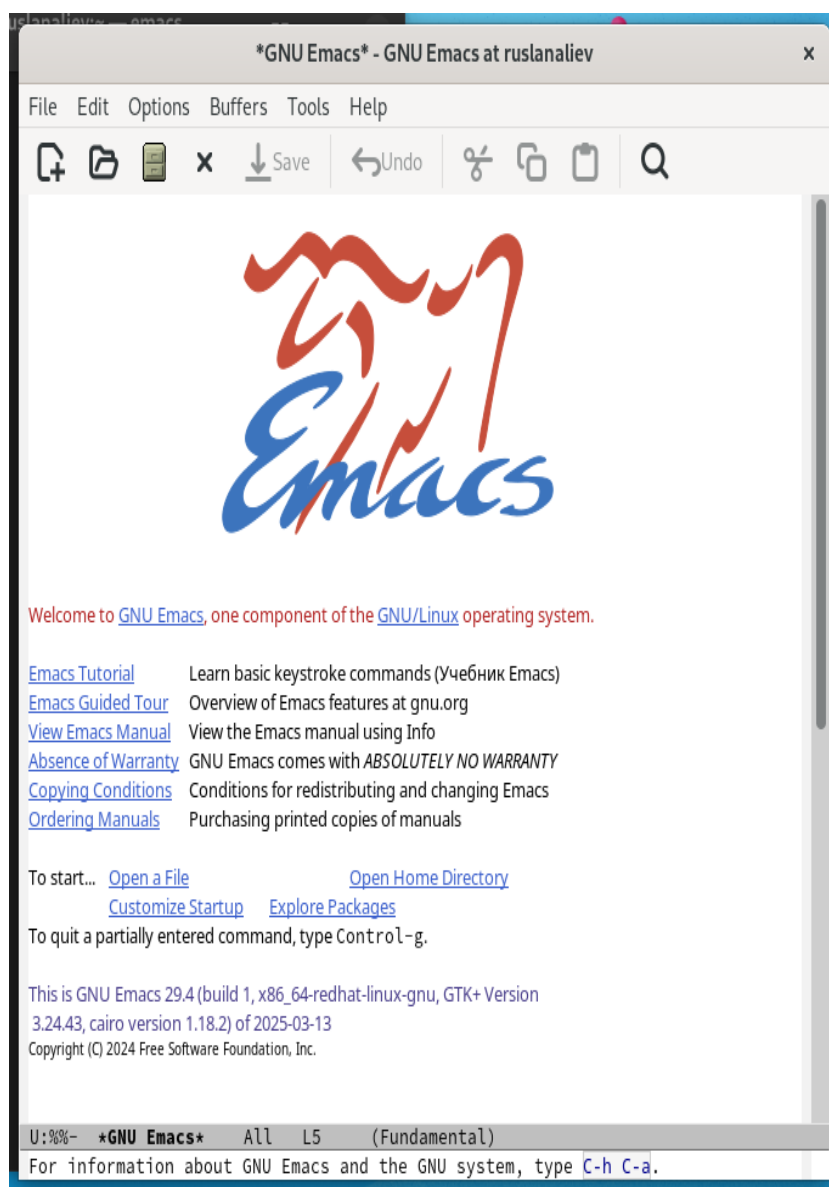 ruslanaliev:~ — emacs
*GNU Emacs* - GNU Emacs at ruslanaliev
File Edit Options Buffers Tools Help
Save Undo
Emacs
Welcome to GNU Emacs, one component of the GNU/Linux operating system.
Emacs Tutorial Learn basic keystroke commands (Учебник Emacs)
Emacs Guided Tour Overview of Emacs features at gnu.org
View Emacs Manual View the Emacs manual using Info
Absence of Warranty GNU Emacs comes with ABSOLUTELY NO WARRANTY
Copying Conditions Conditions for redistributing and changing Emacs
Ordering Manuals Purchasing printed copies of manuals
To start... Open a File Open Home Directory
Customize Startup Explore Packages
To quit a partially entered command, type Control-g.
This is GNU Emacs 29.4 (build 1, x86_64-redhat-linux-gnu, GTK+ Version
3.24.43, cairo version 1.18.2) of 2025-03-13
Copyright (C) 2024 Free Software Foundation, Inc.
U:%%- *GNU Emacs* All L5 (Fundamental)
For information about GNU Emacs and the GNU system, type C-h C-a.